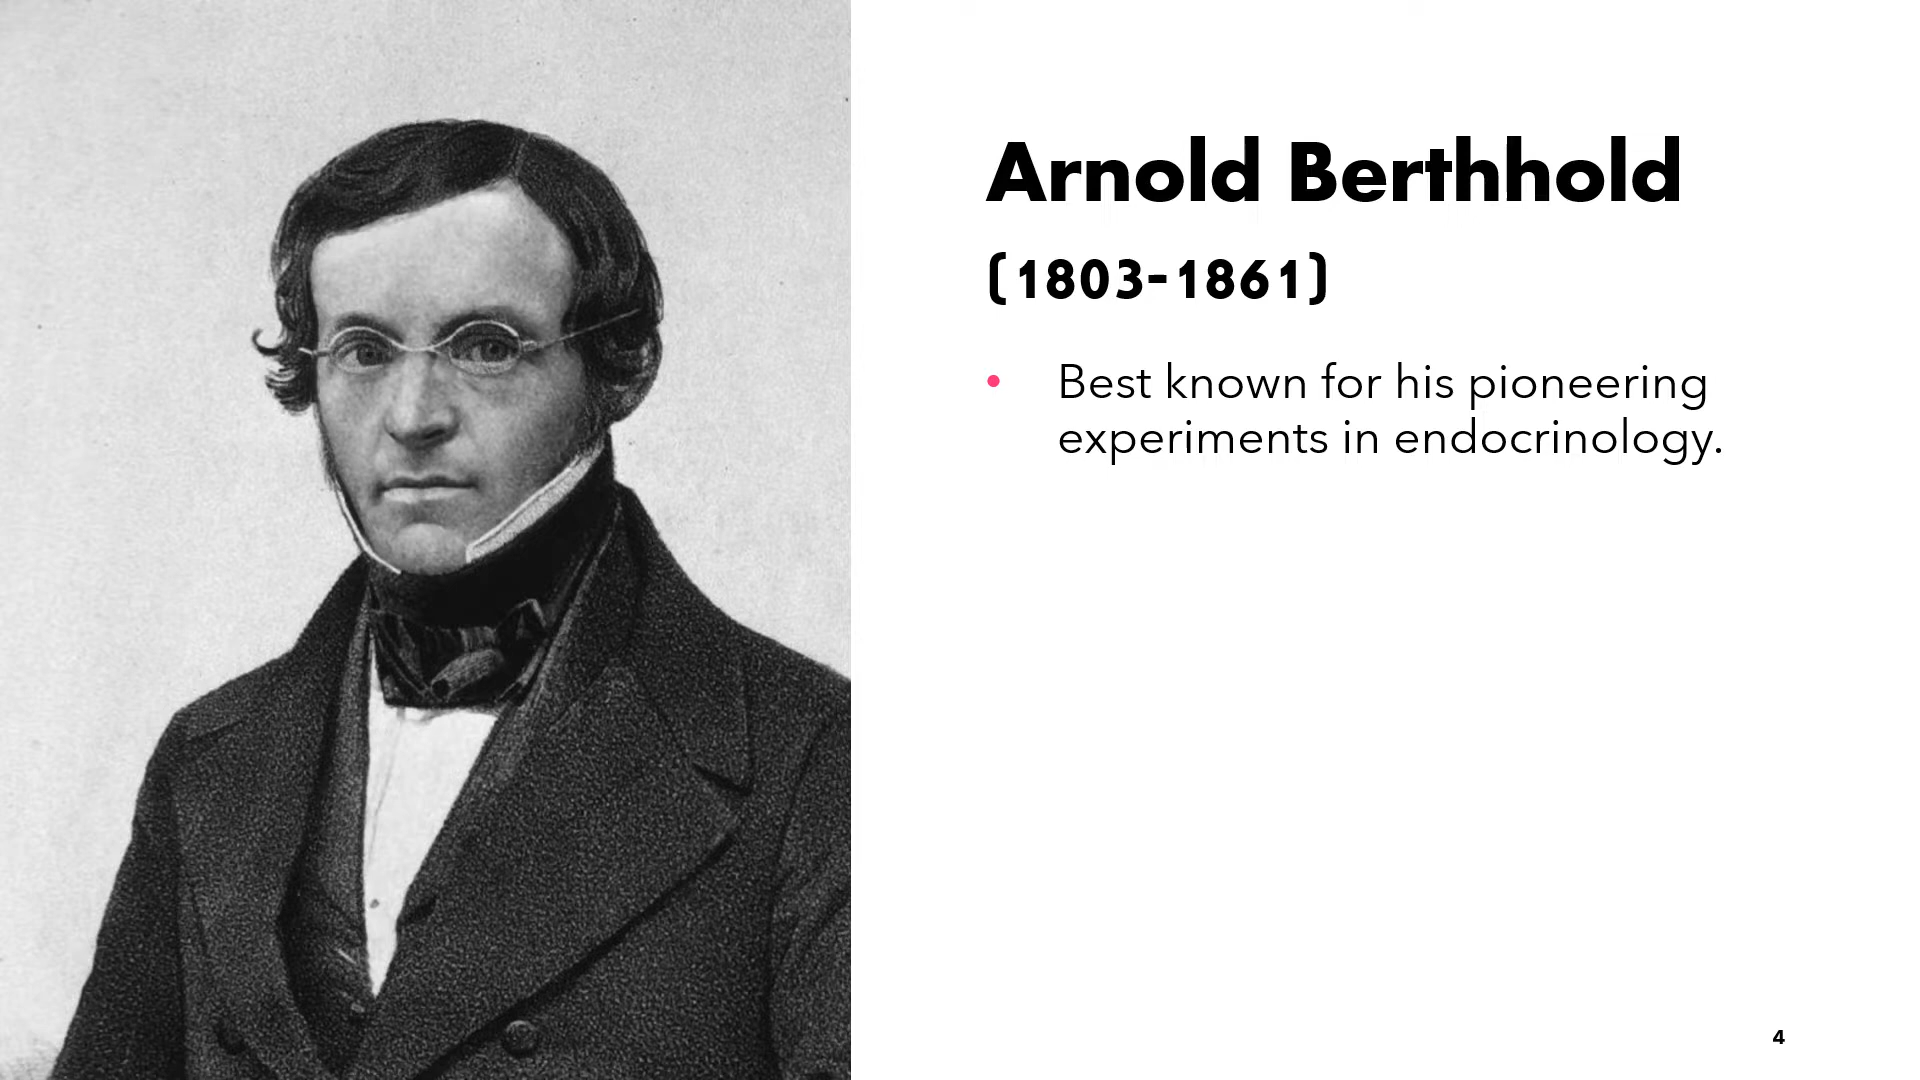 Arnold Berthhold
(1803-1861)
• Best known for his pioneering
experiments in endocrinology.
4